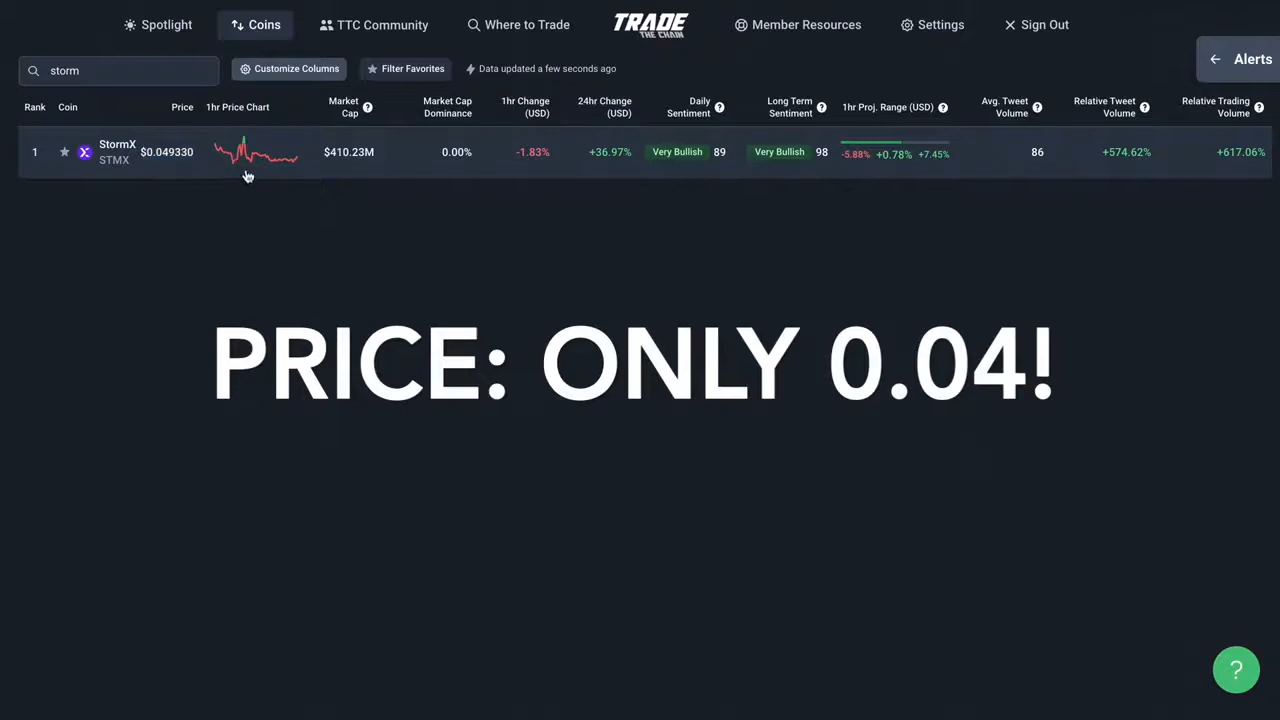 Spotlight Coins TTC Community Where to Trade TRADE THE CHAIN Member Resources Settings Sign Out
storm Customize Columns Filter Favorites Data updated a few seconds ago Alerts
Rank Coin Price 1hr Price Chart Market Cap ? Market Cap Dominance 1hr Change (USD) 24hr Change (USD) Daily Sentiment ? Long Term Sentiment ? 1hr Proj. Range (USD) ? Avg. Tweet Volume ? Relative Tweet Volume ? Relative Trading Volume ?
1 StormX STMX $0.049330 $410.23M 0.00% -1.83% +36.97% Very Bullish 89 Very Bullish 98 -5.88% +0.78% +7.45% 86 +574.62% +617.06%
PRICE: ONLY 0.04!
?